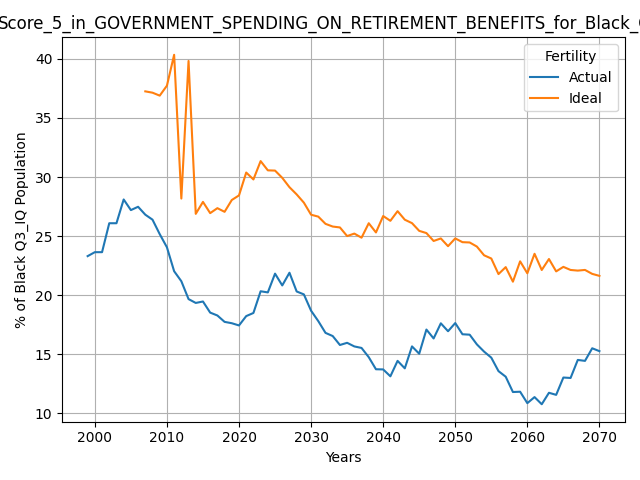 Score_5_in_GOVERNMENT_SPENDING_ON_RETIREMENT_BENEFITS_for_Black_
Fertility
Actual
Ideal
40
35
30
25
20
15
10
% of Black Q3_IQ Population
2000
2010
2020
2030
2040
2050
2060
2070
Years